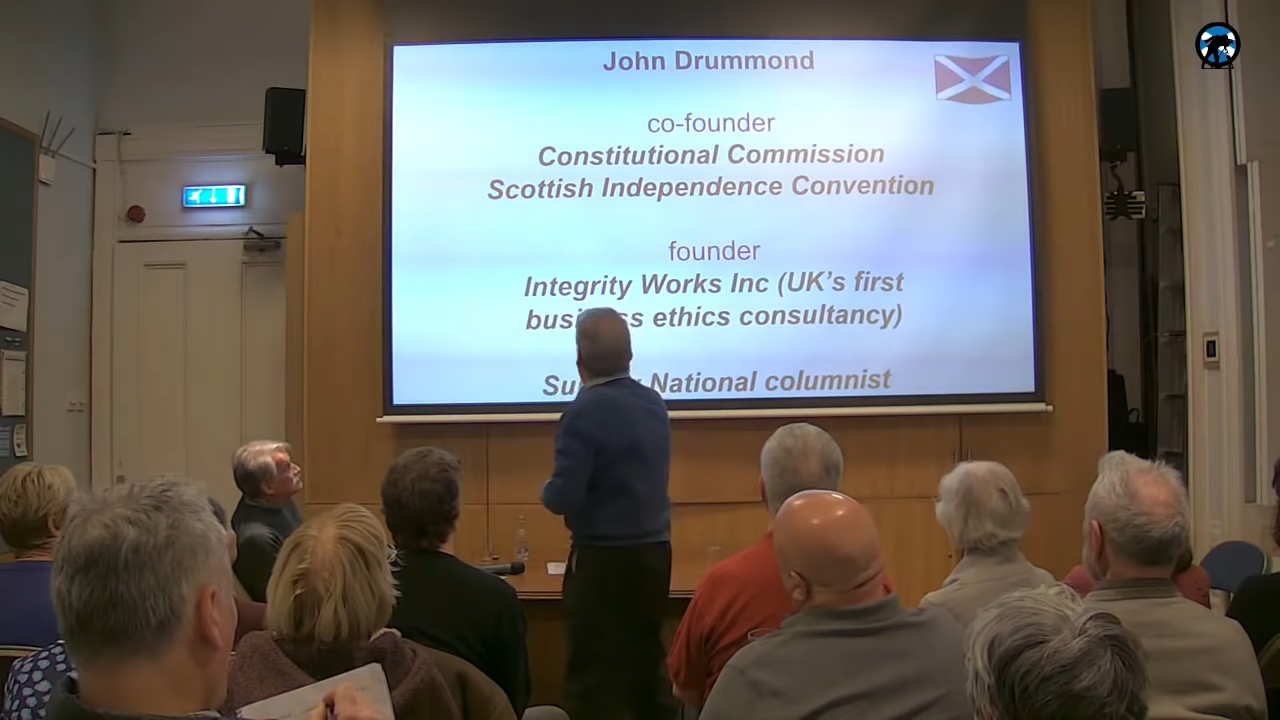 John Drummond
co-founder
Constitutional Commission
Scottish Independence Convention
founder
Integrity Works Inc (UK's first
ethics consultancy)
National columnist